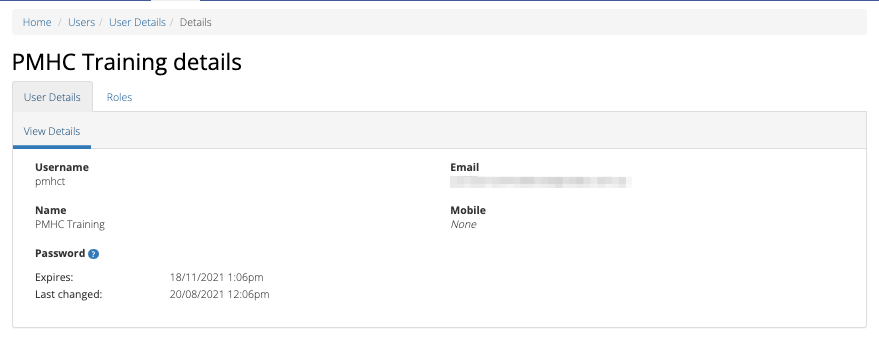 Home / Users / User Details / Details
PMHC Training details
User Details Roles
View Details
Username Email
pmhct
Name Mobile
PMHC Training None
Password ?
Expires: 18/11/2021 1:06pm
Last changed: 20/08/2021 12:06pm